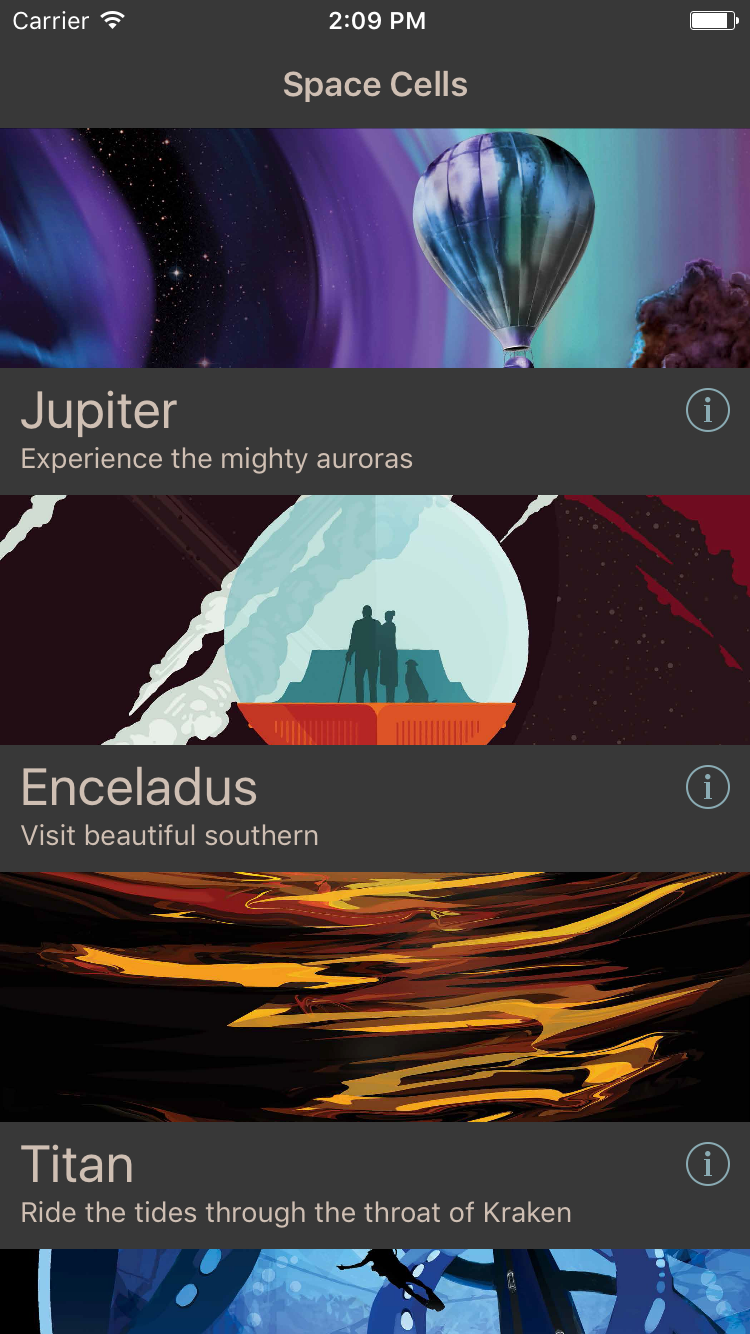 Carrier 2:09 PM
Space Cells
Jupiter
Experience the mighty auroras
Enceladus
Visit beautiful southern
Titan
Ride the tides through the throat of Kraken